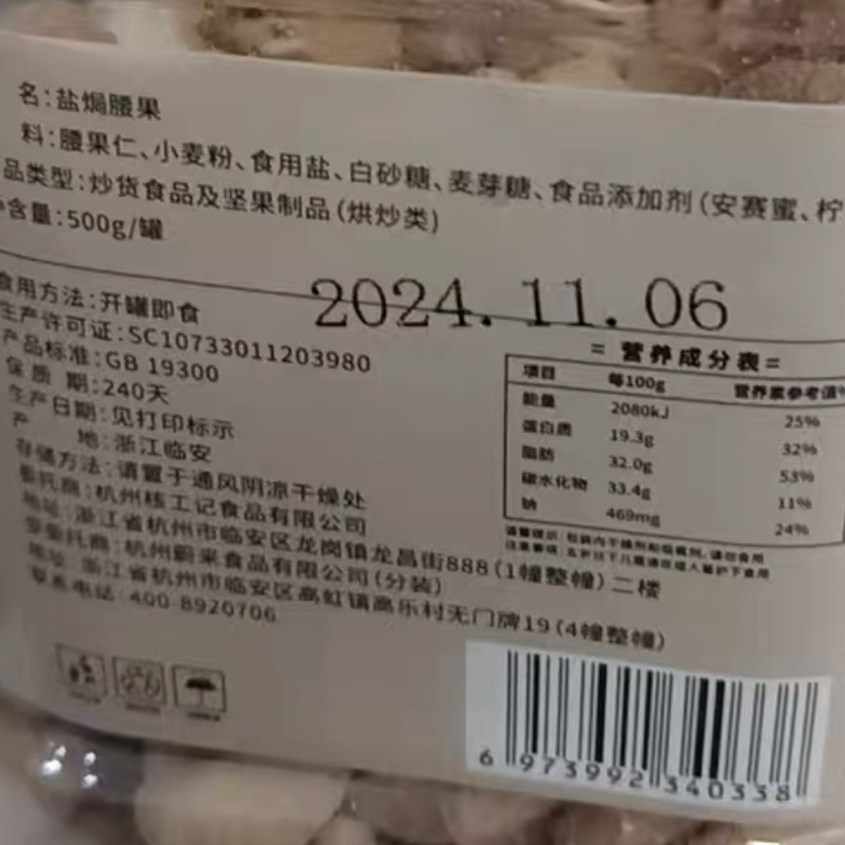 名:盐焗腰果
料:腰果仁、小麦粉、食用盐、白砂糖、麦芽糖、食品添加剂(安赛蜜、柠
品类型:炒货食品及坚果制品(烘炒类)
含量:500g/罐
2024.11.06
食用方法:开罐即食
生产许可证:SC10733011203980
产品标准:GB 19300
保质 期:240天
生产日期:见打印标示
产 地:浙江临安
存储方法:请置于通风阴凉干燥处
委托商:杭州核工记食品有限公司
地址:浙江省杭州市临安区龙岗镇龙昌街888(1幢整幢)二楼
受委托商:杭州蔚来食品有限公司(分装)
地址:浙江省杭州市临安区高虹镇高乐村无门牌19(4幢整幢)
联系电话:400-8920706
= 营养成分表=
项目 每100g 营养素参考值%
能量 2080kJ 25%
蛋白质 19.3g 32%
脂肪 32.0g 53%
碳水化物 33.4g 11%
钠 469mg 24%
6 973992 340338